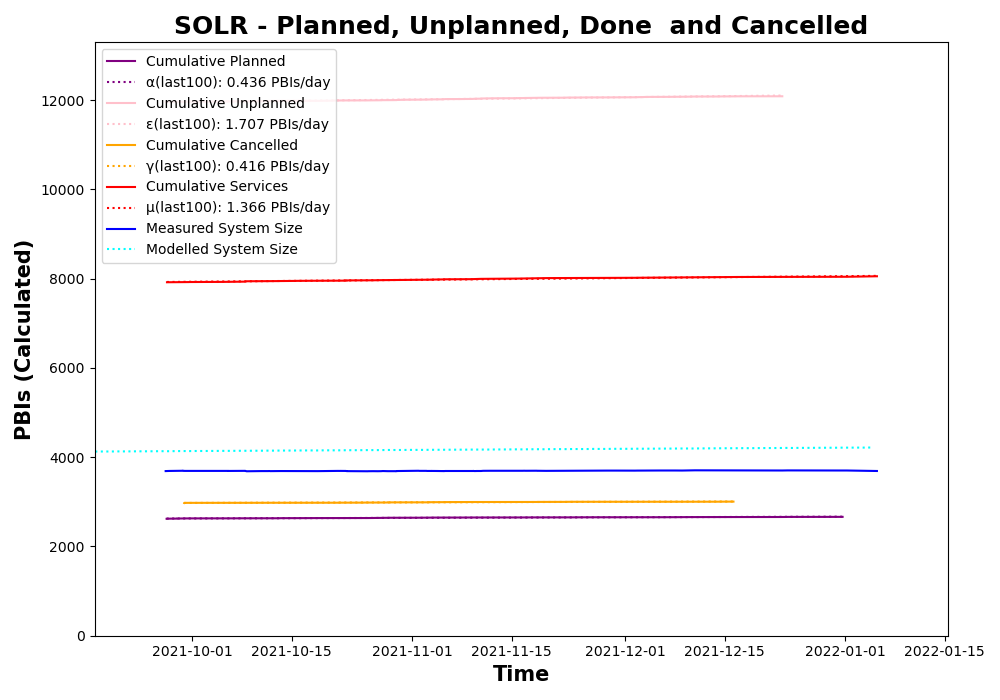 SOLR - Planned, Unplanned, Done  and Cancelled
PBIs (Calculated)
12000
10000
8000
6000
4000
2000
0
Cumulative Planned
α(last100): 0.436 PBIs/day
Cumulative Unplanned
ε(last100): 1.707 PBIs/day
Cumulative Cancelled
γ(last100): 0.416 PBIs/day
Cumulative Services
μ(last100): 1.366 PBIs/day
Measured System Size
Modelled System Size
2021-10-01 2021-10-15 2021-11-01 2021-11-15 2021-12-01 2021-12-15 2022-01-01 2022-01-15
Time